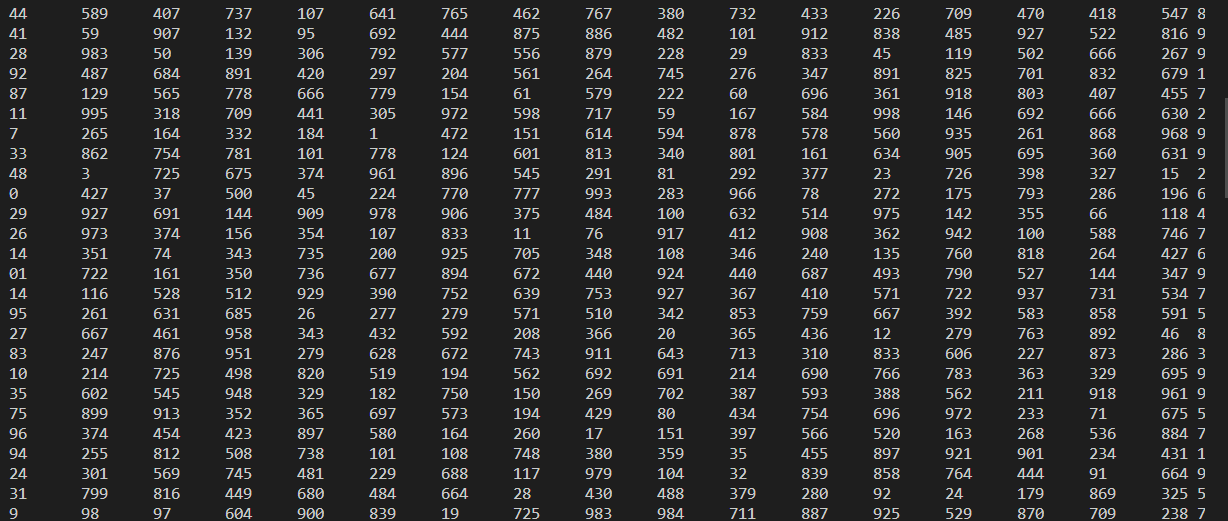 44 589 407 737 107 641 765 462 767 380 732 433 226 709 470 418 547 8
41 59 907 132 95 692 444 875 886 482 101 912 838 485 927 522 816 9
28 983 50 139 306 792 577 556 879 228 29 833 45 119 502 666 267 9
92 487 684 891 420 297 204 561 264 745 276 347 891 825 701 832 679 1
87 129 565 778 666 779 154 61 579 222 60 696 361 918 803 407 455 7
11 995 318 709 441 305 972 598 717 59 167 584 998 146 692 666 630 2
7 265 164 332 184 1 472 151 614 594 878 578 560 935 261 868 968 9
33 862 754 781 101 778 124 601 813 340 801 161 634 905 695 360 631 9
48 3 725 675 374 961 896 545 291 81 292 377 23 726 398 327 15 2
0 427 37 500 45 224 770 777 993 283 966 78 272 175 793 286 196 6
29 927 691 144 909 978 906 375 484 100 632 514 975 142 355 66 118 4
26 973 374 156 354 107 833 11 76 917 412 908 362 942 100 588 746 7
14 351 74 343 735 200 925 705 348 108 346 240 135 760 818 264 427 6
01 722 161 350 736 677 894 672 440 924 440 687 493 790 527 144 347 9
14 116 528 512 929 390 752 639 753 927 367 410 571 722 937 731 534 7
95 261 631 685 26 277 279 571 510 342 853 759 667 392 583 858 591 5
27 667 461 958 343 432 592 208 366 20 365 436 12 279 763 892 46 8
83 247 876 951 279 628 672 743 911 643 713 310 833 606 227 873 286 3
10 214 725 498 820 519 194 562 692 691 214 690 766 783 363 329 695 9
35 602 545 948 329 182 750 150 269 702 387 593 388 562 211 918 961 9
75 899 913 352 365 697 573 194 429 80 434 754 696 972 233 71 675 5
96 374 454 423 897 580 164 260 17 151 397 566 520 163 268 536 884 7
94 255 812 508 738 101 108 748 380 359 35 455 897 921 901 234 431 1
24 301 569 745 481 229 688 117 979 104 32 839 858 764 444 91 664 9
31 799 816 449 680 484 664 28 430 488 379 280 92 24 179 869 325 5
9 98 97 604 900 839 19 725 983 984 711 887 925 529 870 709 238 7